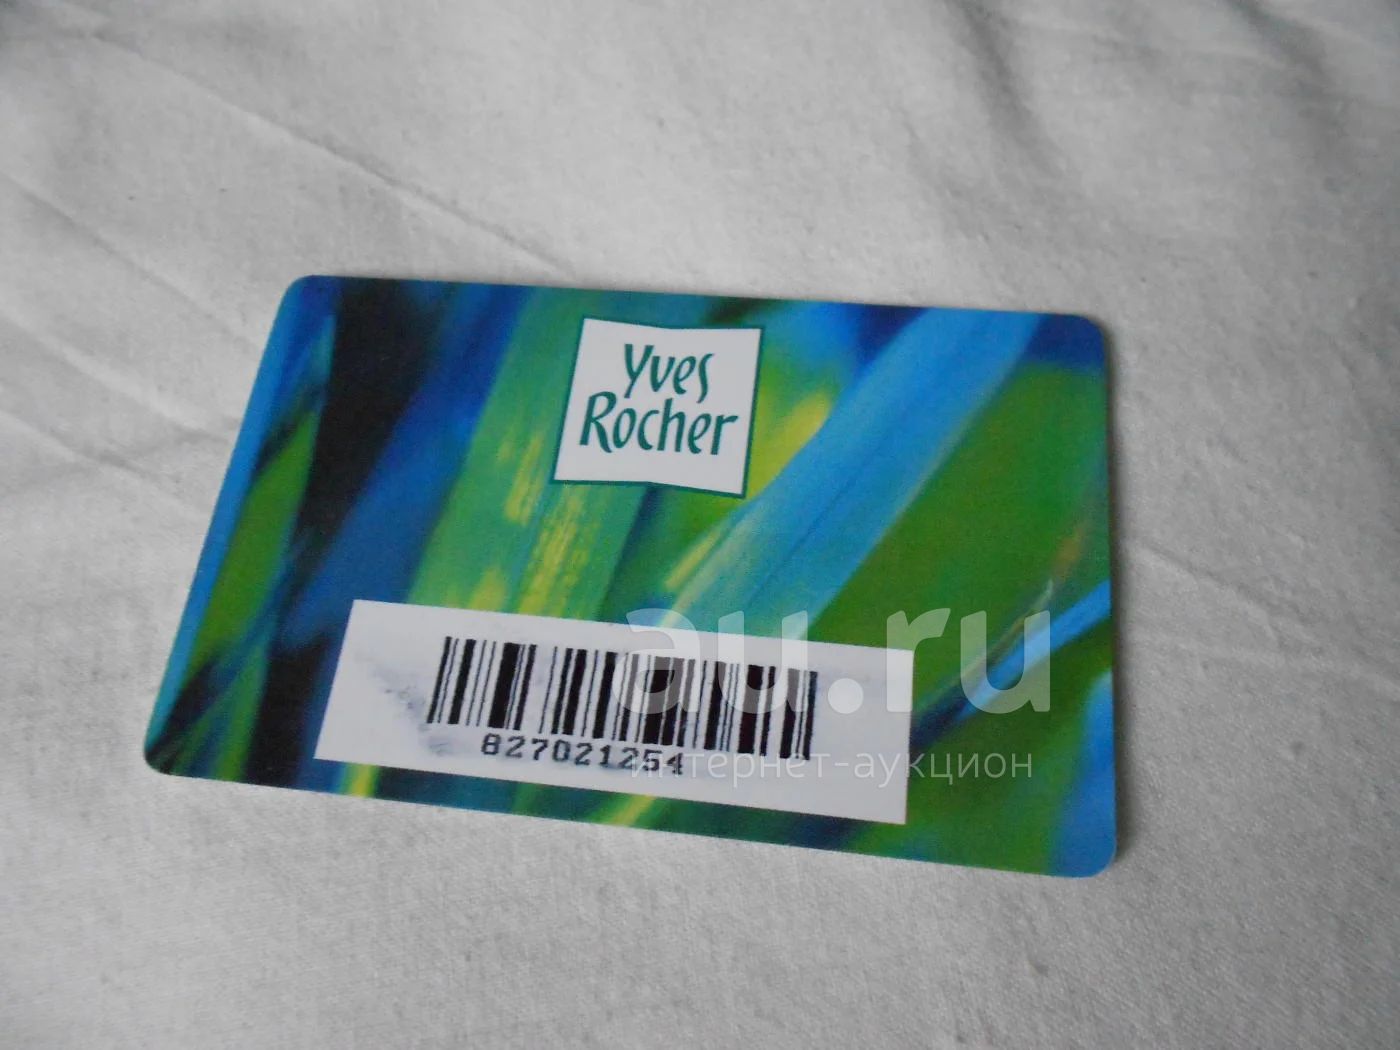 Yves
Rocher
au.ru
827021254
интернет-аукцион